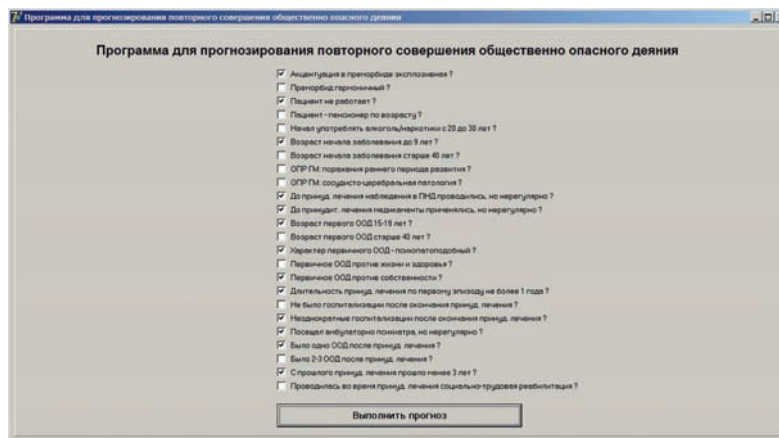 Программа для прогнозирования повторного совершения общественно опасного деяния
Программа для прогнозирования повторного совершения общественно опасного деяния
Акцентуация в преморбиде эксплозивная ?
Преморбид гармоничный ?
Пациент не работает ?
Пациент - пенсионер по возрасту ?
Начал употреблять алкоголь/наркотики с 20 до 30 лет ?
Возраст начала заболевания до 9 лет ?
Возраст начала заболевания старше 40 лет ?
ОПР ГМ: поражения раннего периода развития ?
ОПР ГМ: сосудисто-церебральная патология ?
До принуд. лечения наблюдения в ПНД проводились, но нерегулярно ?
До принудит. лечения медикаменты применялись, но нерегулярно ?
Возраст первого ООД 15-19 лет ?
Возраст первого ООД старше 40 лет ?
Характер первичного ООД - психопатоподобный ?
Первичное ООД против жизни и здоровья ?
Первичное ООД против собственности ?
Длительность принуд. лечения по первому эпизоду не более 1 года ?
Не было госпитализации после окончания принуд. лечения ?
Неоднократные госпитализации после окончания принуд. лечения ?
Посещал амбулаторно психиатра, но нерегулярно ?
Было одно ООД после принуд. лечения ?
Было 2-3 ООД после принуд. лечения ?
С прошлого принуд. лечения прошло менее 3 лет ?
Проводилась во время принуд. лечения социально-трудовая реабилитация ?
Выполнить прогноз